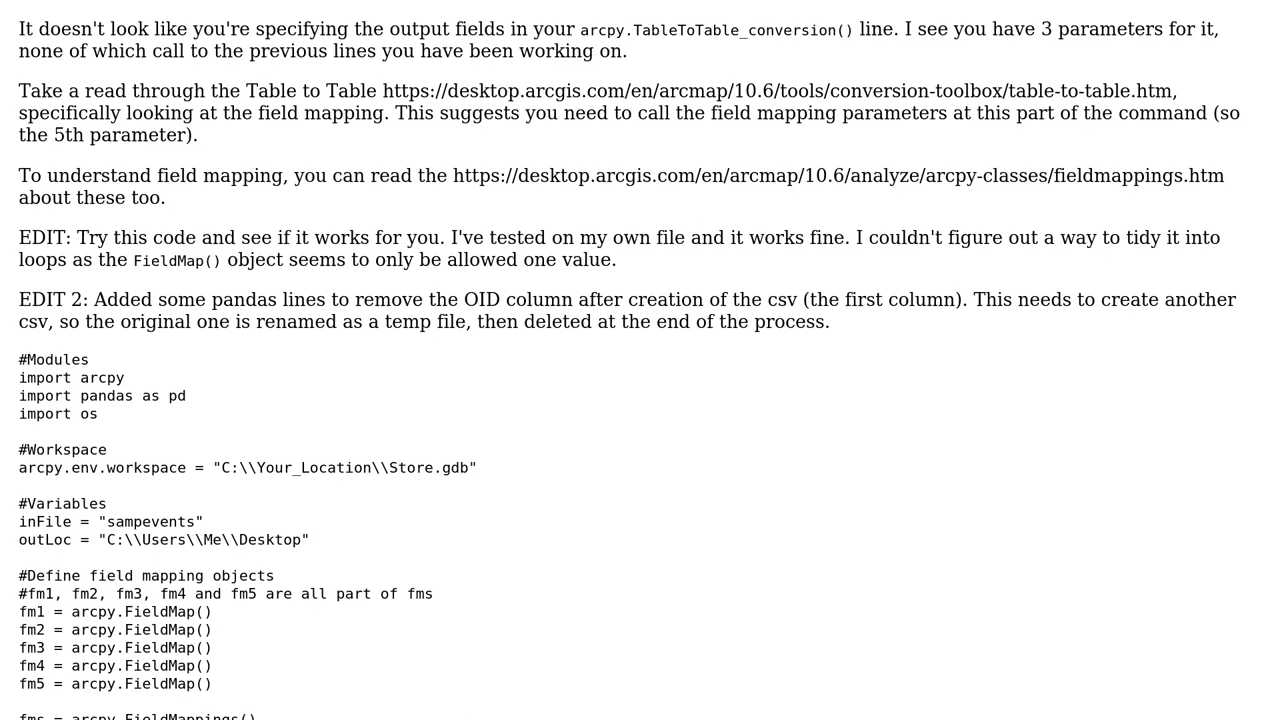 It doesn't look like you're specifying the output fields in your arcpy.TableToTable_conversion() line. I see you have 3 parameters for it,
none of which call to the previous lines you have been working on.
Take a read through the Table to Table https://desktop.arcgis.com/en/arcmap/10.6/tools/conversion-toolbox/table-to-table.htm,
specifically looking at the field mapping. This suggests you need to call the field mapping parameters at this part of the command (so
the 5th parameter).
To understand field mapping, you can read the https://desktop.arcgis.com/en/arcmap/10.6/analyze/arcpy-classes/fieldmappings.htm
about these too.
EDIT: Try this code and see if it works for you. I've tested on my own file and it works fine. I couldn't figure out a way to tidy it into
loops as the FieldMap() object seems to only be allowed one value.
EDIT 2: Added some pandas lines to remove the OID column after creation of the csv (the first column). This needs to create another
csv, so the original one is renamed as a temp file, then deleted at the end of the process.
#Modules
import arcpy
import pandas as pd
import os
#Workspace
arcpy.env.workspace = "C:\\Your_Location\\Store.gdb"
#Variables
inFile = "sampevents"
outLoc = "C:\\Users\\Me\\Desktop"
#Define field mapping objects
#fm1, fm2, fm3, fm4 and fm5 are all part of fms
fm1 = arcpy.FieldMap()
fm2 = arcpy.FieldMap()
fm3 = arcpy.FieldMap()
fm4 = arcpy.FieldMap()
fm5 = arcpy.FieldMap()
fms = arcpy.FieldMappings()